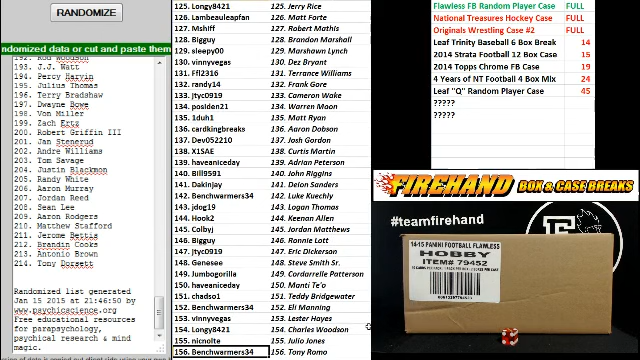 RANDOMIZE
ndomized data or cut and paste them
192. Rod Woodson
193. J.J. Watt
194. Percy Harvin
195. Julius Thomas
196. Terry Bradshaw
197. Dwayne Bowe
198. Von Miller
199. Zach Ertz
200. Robert Griffin III
201. Jan Stenerud
202. Andre Williams
203. Tom Savage
204. Justin Blackmon
205. Randy White
206. Aaron Murray
207. Jordan Reed
208. Sean Lee
209. Aaron Rodgers
210. Matthew Stafford
211. Jerome Bettis
212. Brandin Cooks
213. Antonio Brown
214. Tony Dorsett
Randomized list generated
Jan 15 2015 at 21:46:50 by
www.psychicscience.org
Free educational resources
for parapsychology,
psychical research & mind
magic.
125. Longy8421 125. Jerry Rice
126. Lambeauleapfan 126. Matt Forte
127. Mshiff 127. Robert Mathis
128. Bigguy 128. Brandon Marshall
129. sleepy00 129. Marshawn Lynch
130. vinnyvegas 130. Dez Bryant
131. Ffl2316 131. Terrance Williams
132. randy14 132. Frank Gore
133. jtyc0919 133. Cameron Wake
134. poslden21 134. Warren Moon
135. 1duh1 135. Matt Ryan
136. cardkingbreaks 136. Aaron Dobson
137. Dev052210 137. Josh Gordon
138. X1SAE 138. Curtis Martin
139. haveaniceday 139. Adrian Peterson
140. Bill9591 140. John Riggins
141. Dakinjay 141. Deion Sanders
142. Benchwarmers34 142. Luke Kuechly
143. jdog19 143. Logan Thomas
144. Hook2 144. Keenan Allen
145. Colbyj 145. Jordan Matthews
146. Bigguy 146. Ronnie Lott
147. jtyc0919 147. Eric Dickerson
148. Genesee 148. Steve Smith Sr.
149. Jumbogorilla 149. Cordarrelle Patterson
150. haveaniceday 150. Manti Te'o
151. chadso1 151. Teddy Bridgewater
152. Benchwarmers34 152. Eli Manning
153. vinnyvegas 153. Lester Hayes
154. Longy8421 154. Charles Woodson
155. nicnolte 155. Julio Jones
156. Benchwarmers34 156. Tony Romo
Flawless FB Random Player Case FULL
National Treasures Hockey Case FULL
Originals Wrestling Case #2 FULL
Leaf Trinity Baseball 6 Box Break 14
2014 Strata Football 12 Box Case 15
2014 Topps Chrome FB Case 19
4 Years of NT Football 4 Box Mix 24
Leaf "Q" Random Player Case 45
?????
?????
FIREHAND BOX & CASE BREAKS
#teamfirehand
14-15 PANINI FOOTBALL FLAWLESS
HOBBY
ITEM# 79452